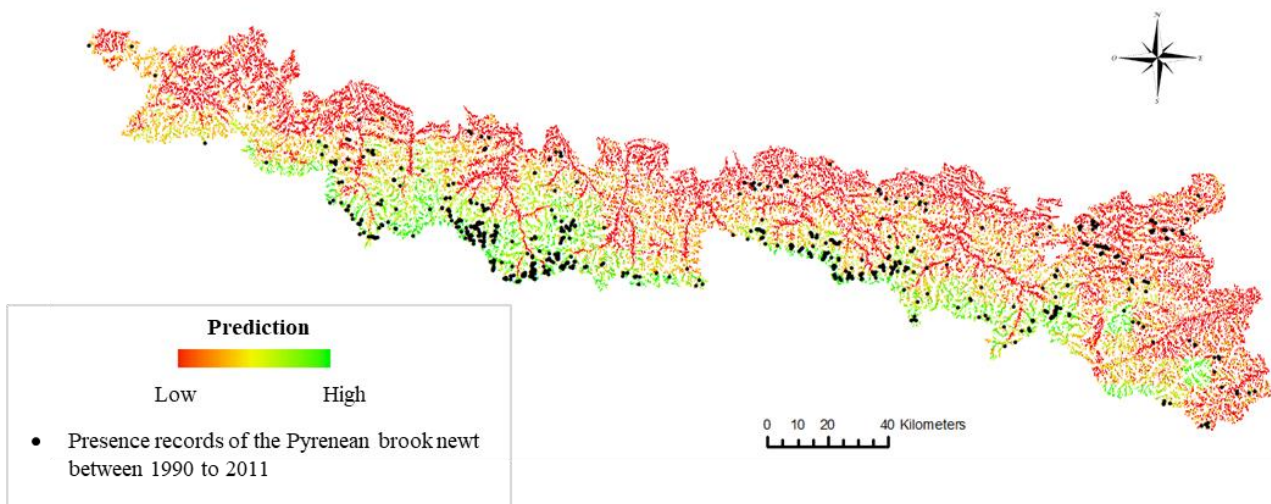 N
O
E
S
Prediction
Low High
Presence records of the Pyrenean brook newt
between 1990 to 2011
0 10 20 40 Kilometers